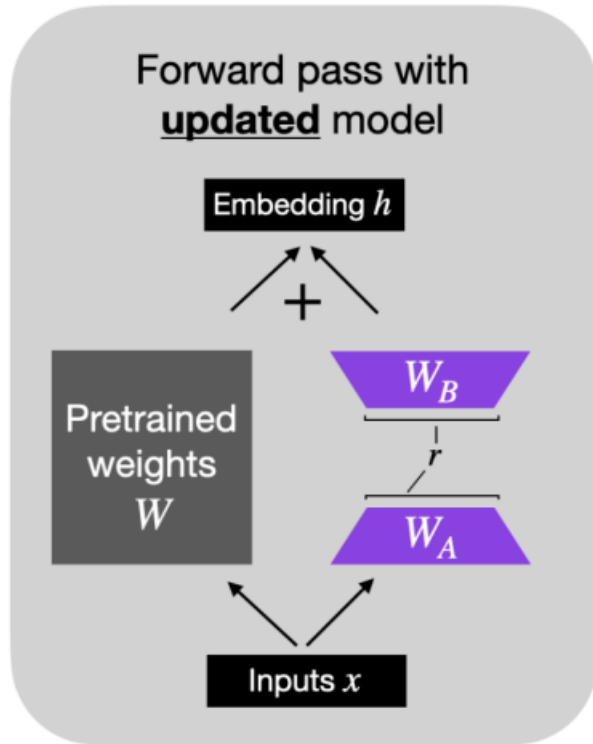 Forward pass with
updated model
Embedding h
+
Pretrained
weights
W
W_B
r
W_A
Inputs x